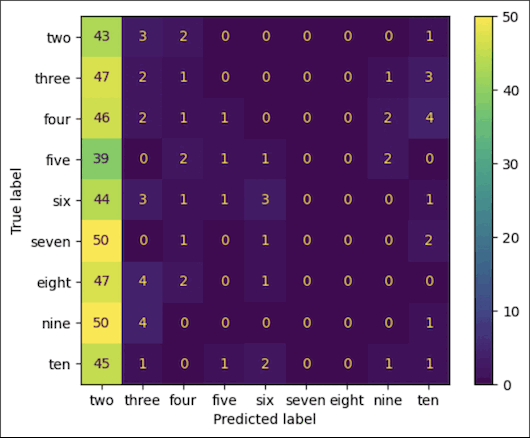 two 43 3 2 0 0 0 0 0 1
three 47 2 1 0 0 0 0 1 3
four 46 2 1 1 0 0 0 2 4
five 39 0 2 1 1 0 0 2 0
six 44 3 1 1 3 0 0 0 1
seven 50 0 1 0 1 0 0 0 2
eight 47 4 2 0 1 0 0 0 0
nine 50 4 0 0 0 0 0 0 1
ten 45 1 0 1 2 0 0 1 1
two three four five six seven eight nine ten
Predicted label
True label
50
40
30
20
10
0